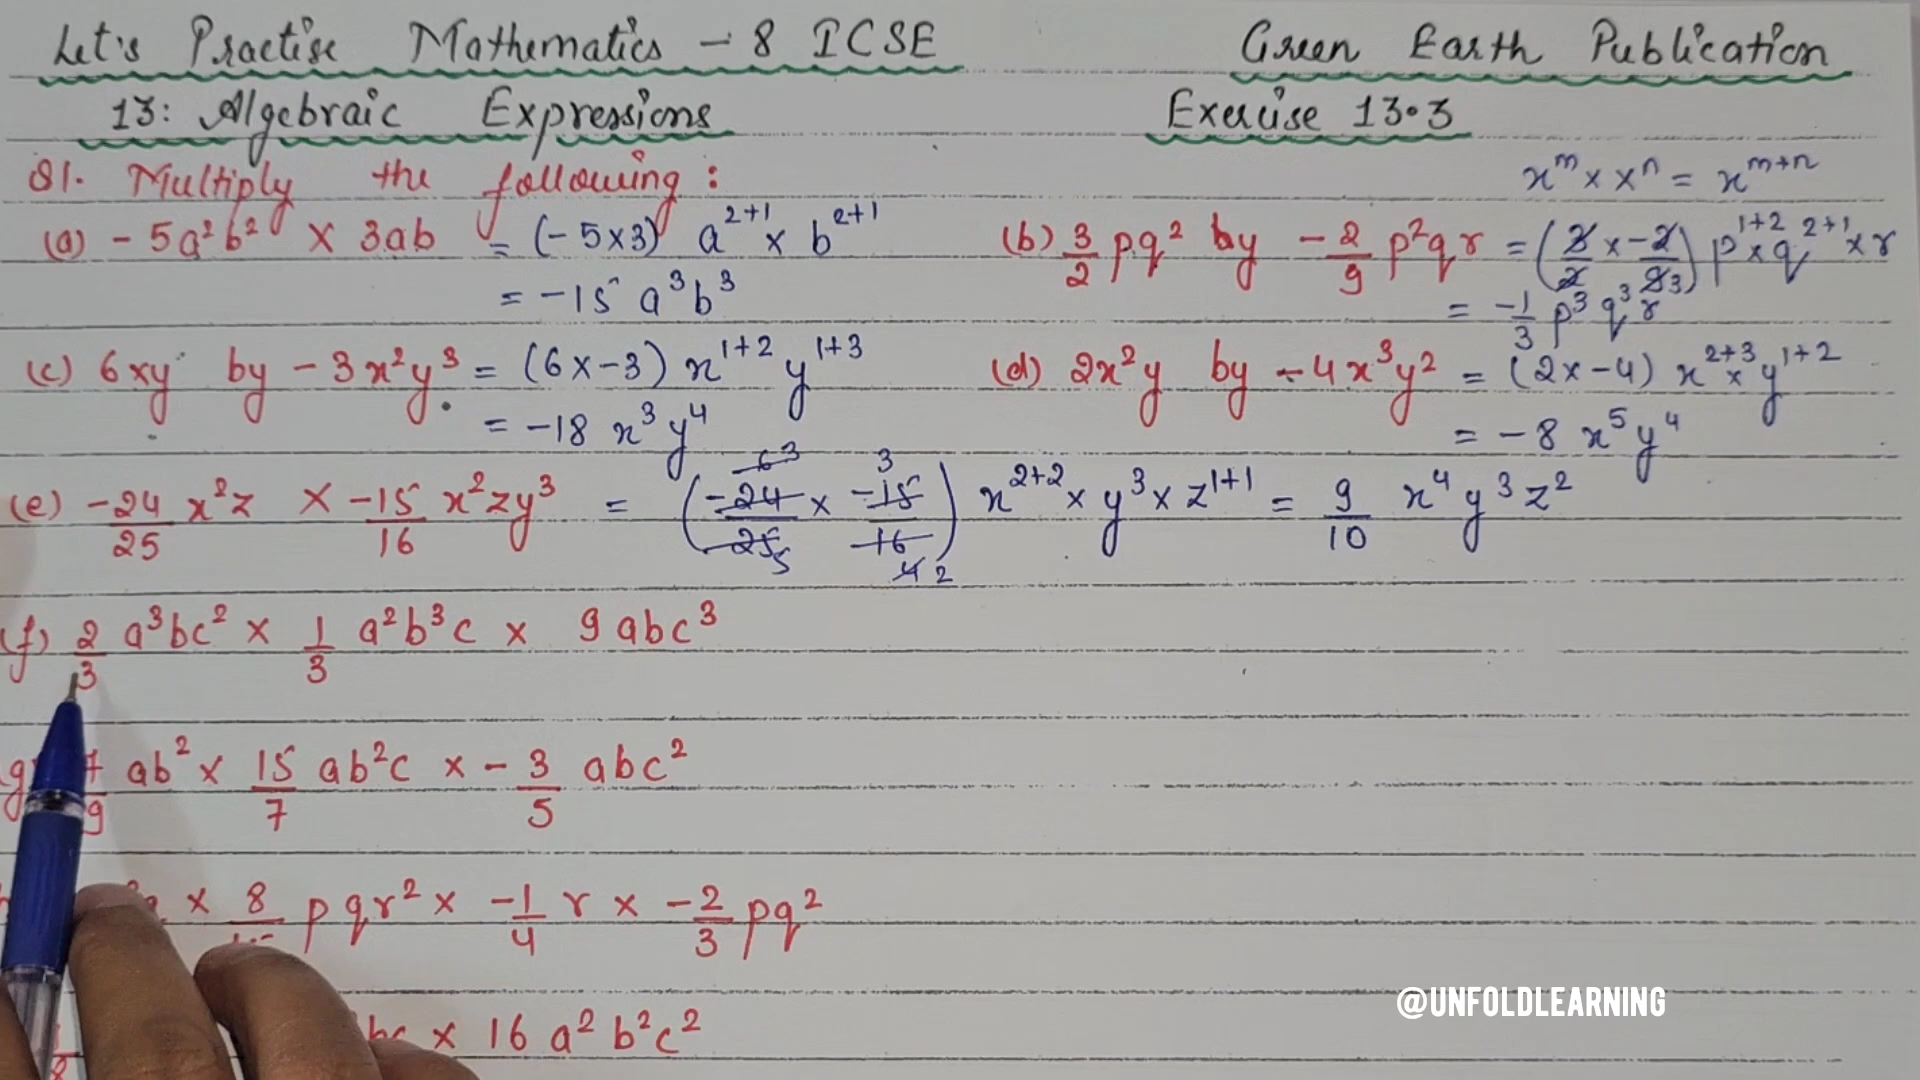 Let's Practise Mathematics - 8 ICSE Green Earth Publication
13: Algebraic Expressions Exercise 13.3
Q1. Multiply the following : x^m × x^n = x^{m+n}
(a) -5a²b² × 3ab = (-5×3) a^{2+1} × b^{2+1}
= -15 a³b³
(b) 3/2 pq² by -2/9 p²qr = (3/2 × -2/9 3) p^{1+2} × q^{2+1} × r
= -1/3 p³q³r
(c) 6xy by -3x²y³ = (6×-3) x^{1+2} y^{1+3}
= -18 x³y⁴
(d) 2x²y by -4x³y² = (2×-4) x^{2+3} × y^{1+2}
= -8 x⁵y⁴
(e) -24/25 x²z × -15/16 x²zy³ = (-24/25 × -15/16) x^{2+2} × y³ × z^{1+1} = 9/10 x⁴y³z²
(f) 2/3 a³bc² × 1/3 a²b³c × 9abc³
ab² × 15/7 ab²c × -3/5 abc²
× 8 pqr² × -1/4 r × -2/3 pq²
bc × 16 a²b²c²
@UNFOLDLEARNING